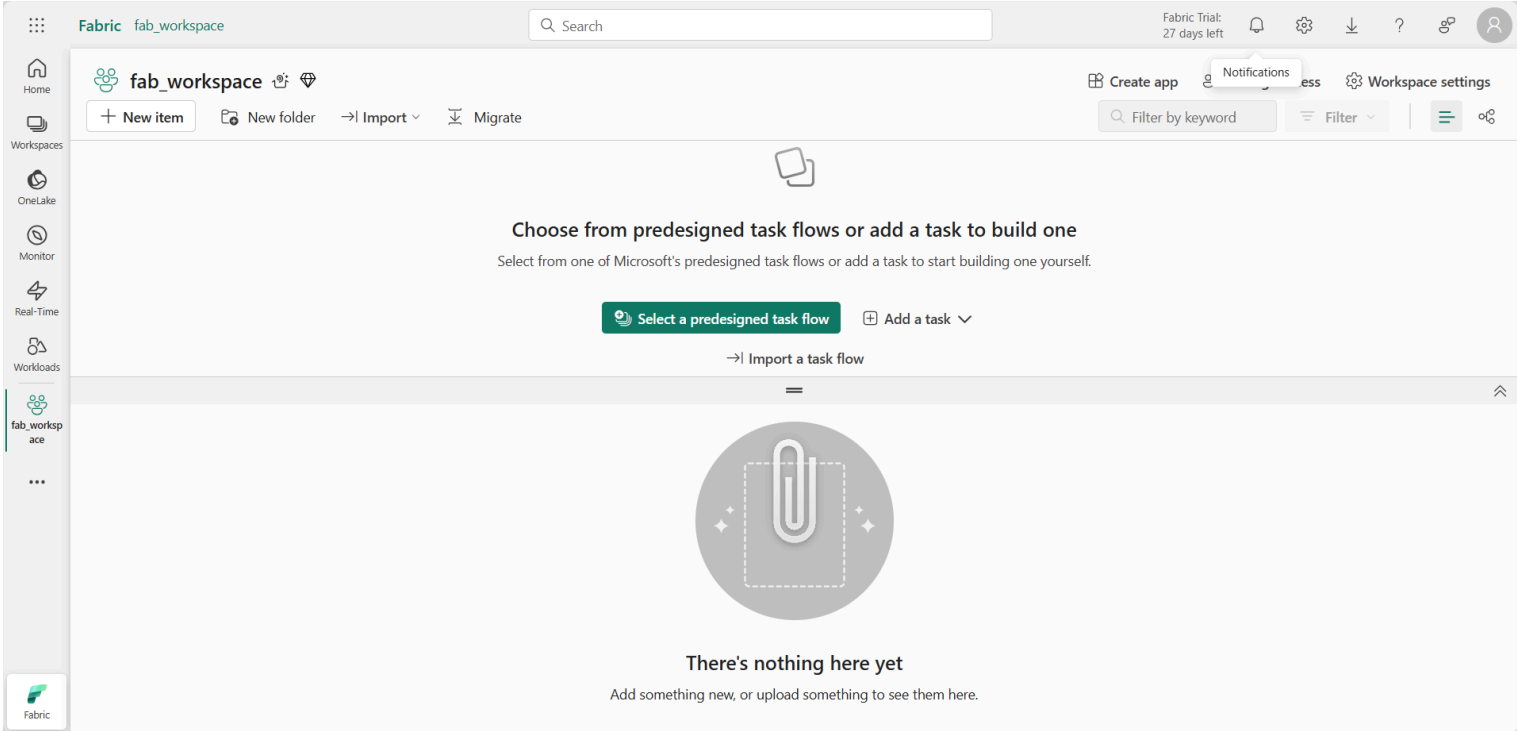 Fabric fab_workspace
Search
Fabric Trial:
27 days left
Home
Workspaces
OneLake
Monitor
Real-Time
Workloads
fab_worksp
ace
Fabric
fab_workspace
Create app
Notifications
ess
Workspace settings
New item
New folder
Import
Migrate
Filter by keyword
Filter
Choose from predesigned task flows or add a task to build one
Select from one of Microsoft's predesigned task flows or add a task to start building one yourself.
Select a predesigned task flow
Add a task
Import a task flow
There's nothing here yet
Add something new, or upload something to see them here.